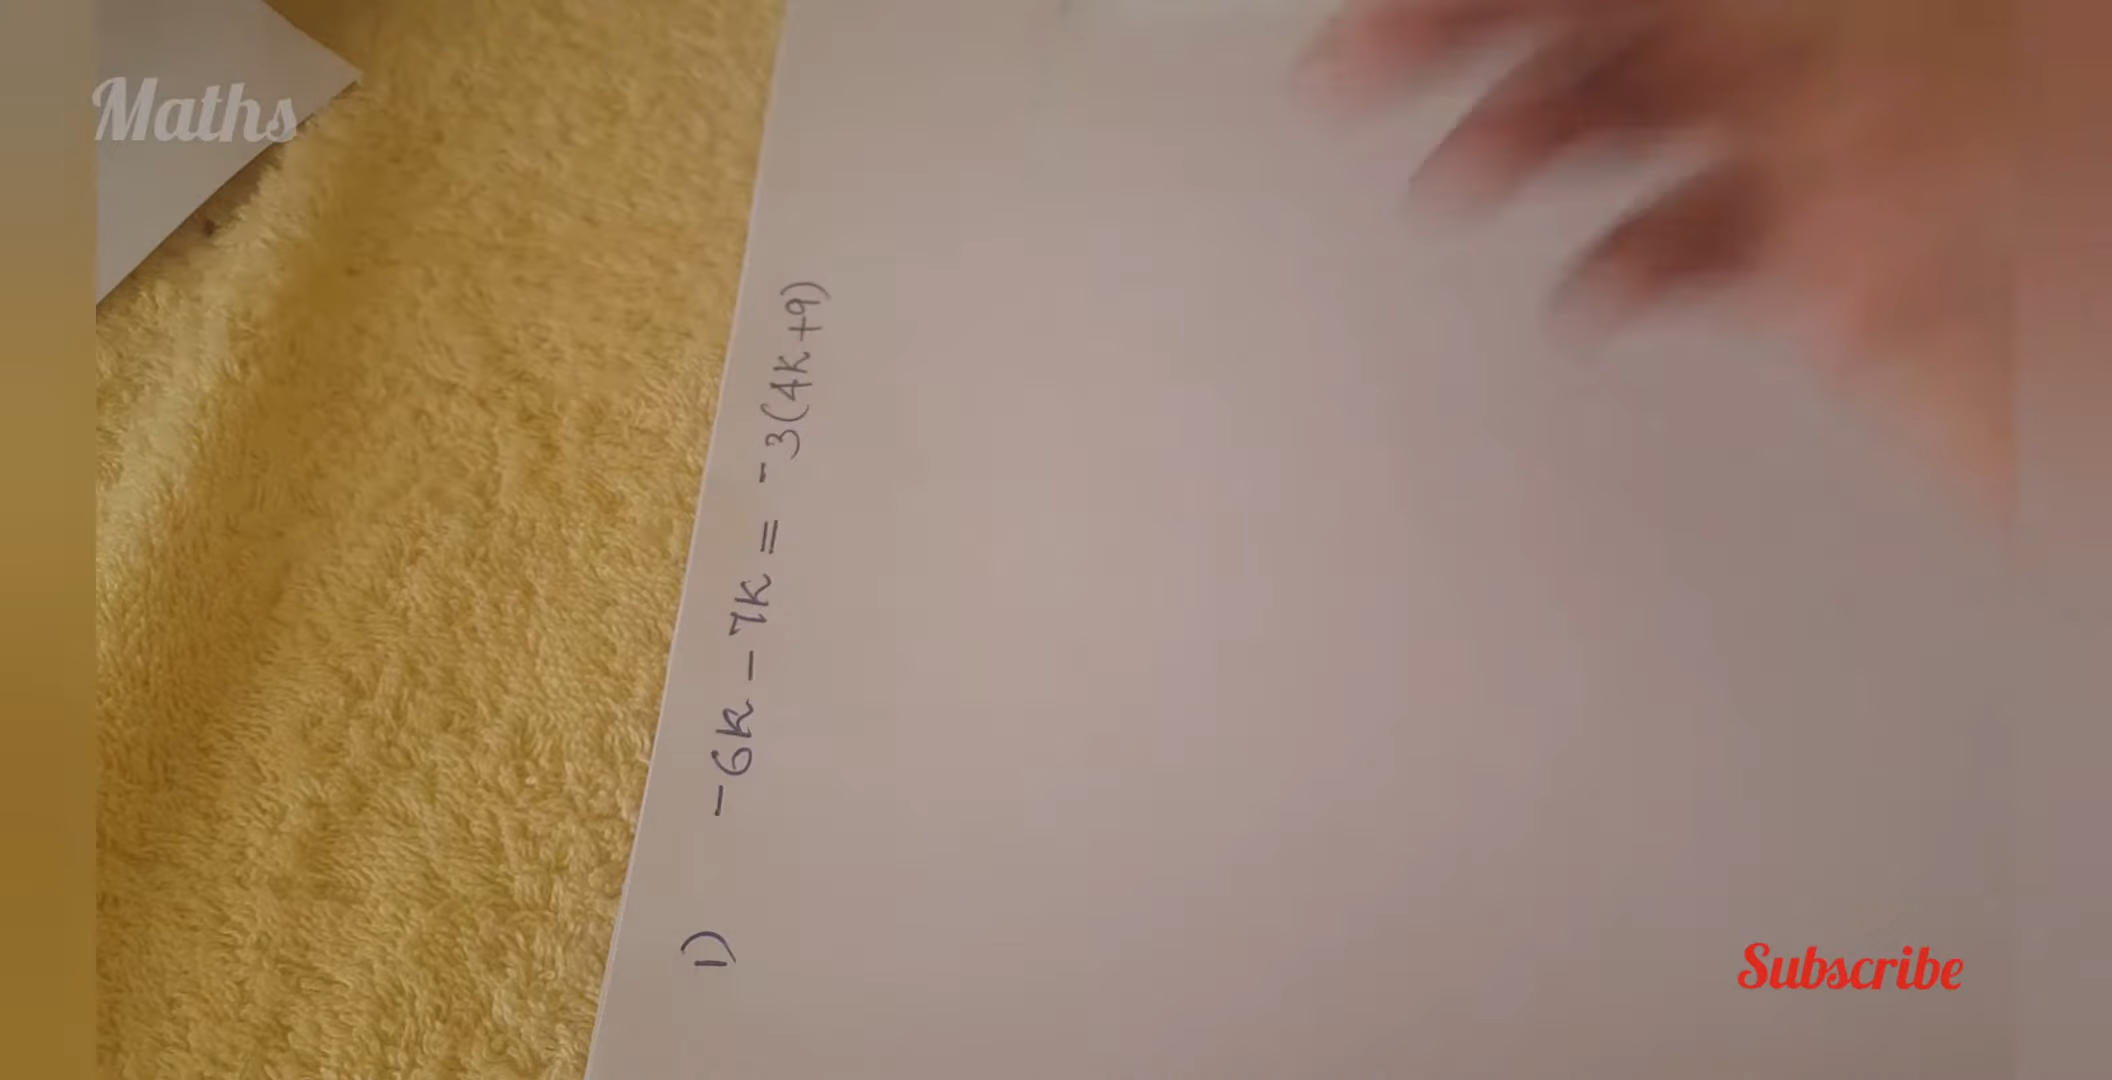 Maths
1) -6k - 7k = -3(4k+9)
Subscribe